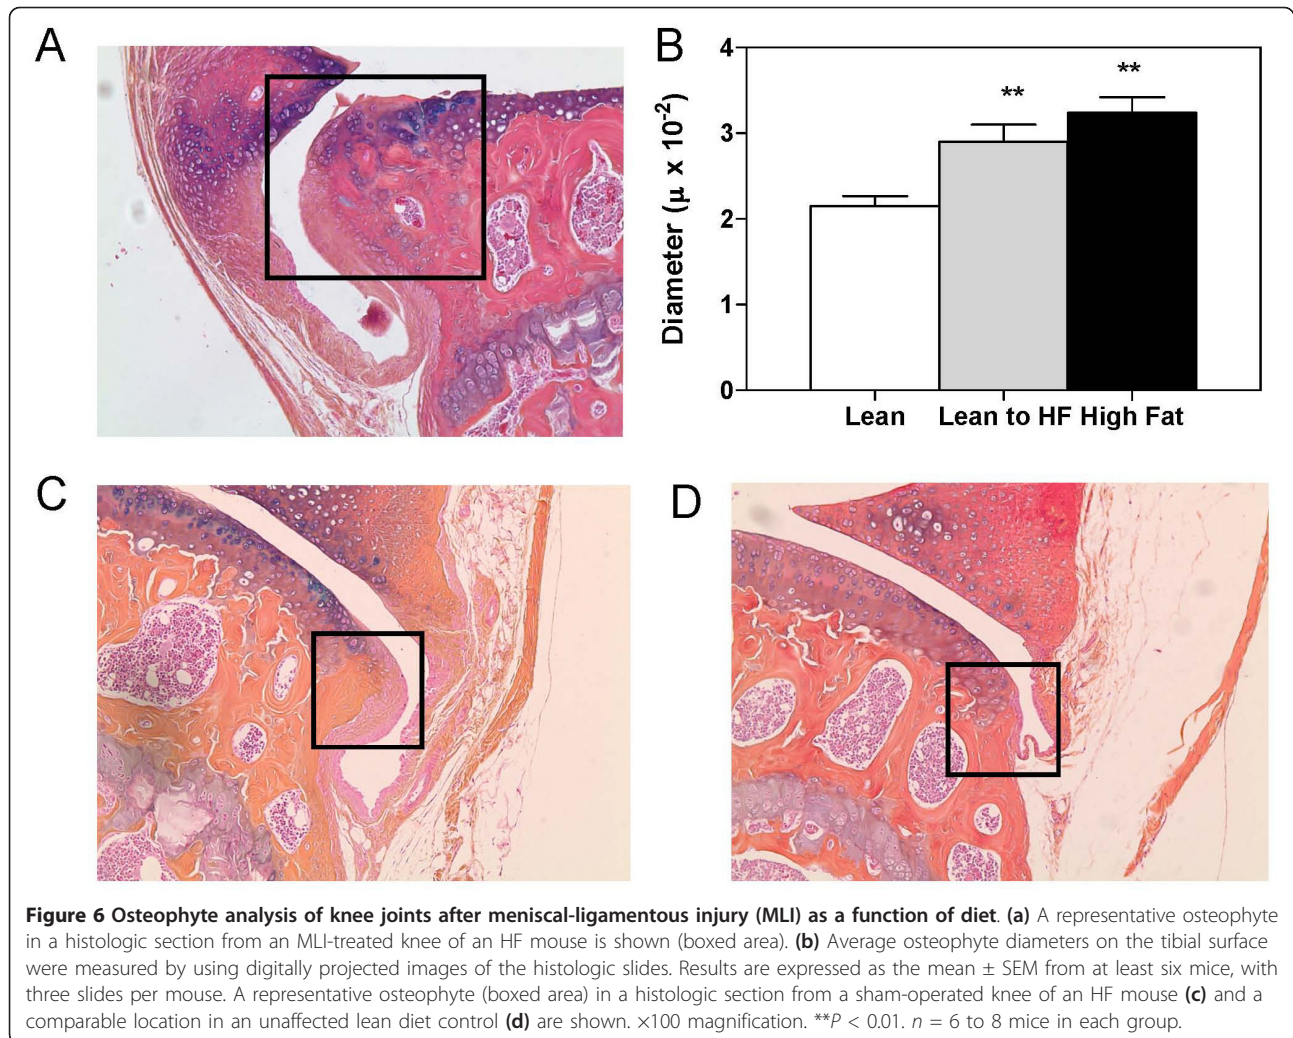 A
B
4
3
2
1
0
Diameter (µ x 10-2)
**
**
Lean Lean to HF High Fat
C
D
Figure 6 Osteophyte analysis of knee joints after meniscal-ligamentous injury (MLI) as a function of diet. (a) A representative osteophyte
in a histologic section from an MLI-treated knee of an HF mouse is shown (boxed area). (b) Average osteophyte diameters on the tibial surface
were measured by using digitally projected images of the histologic slides. Results are expressed as the mean ± SEM from at least six mice, with
three slides per mouse. A representative osteophyte (boxed area) in a histologic section from a sham-operated knee of an HF mouse (c) and a
comparable location in an unaffected lean diet control (d) are shown. ×100 magnification. **P < 0.01. n = 6 to 8 mice in each group.